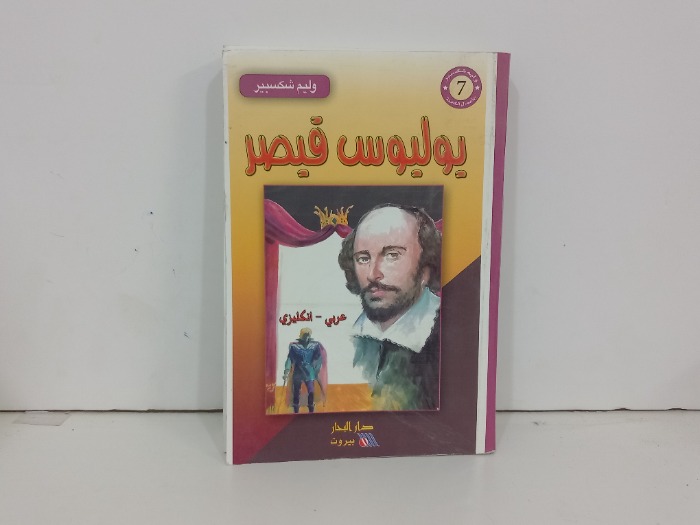 وليم شكسبير
7
يوليوس قيصر
عربي - انكليزي
دار البحار
بيروت